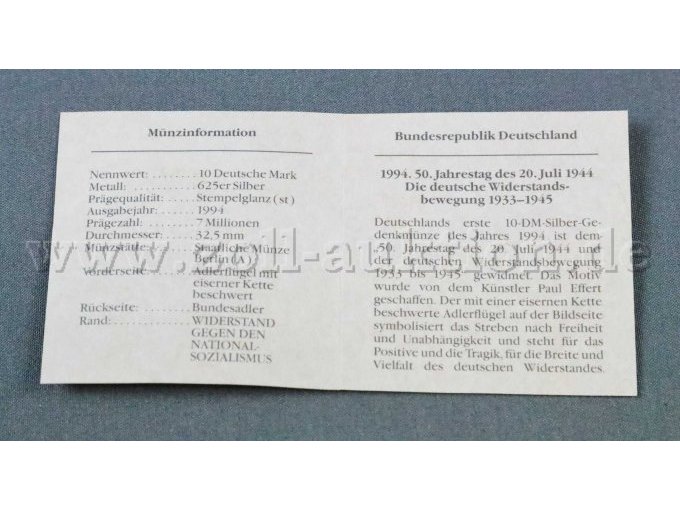 Münzinformation
Nennwert: ........ 10 Deutsche Mark
Metall: ............. 625er Silber
Prägequalität: ..... Stempelglanz (st)
Ausgabejahr: ..... 1994
Prägezahl: ......... 7 Millionen
Durchmesser: ..... 32,5 mm
Münzstätte: ....... Staatliche Münze
Berlin (A)
Vorderseite: ...... Adlerflügel mit
eiserner Kette
beschwert
Rückseite: ........ Bundesadler
Rand: ............. WIDERSTAND
GEGEN DEN
NATIONAL-
SOZIALISMUS
Bundesrepublik Deutschland
1994. 50. Jahrestag des 20. Juli 1944
Die deutsche Widerstands-
bewegung 1933–1945
Deutschlands erste 10-DM-Silber-Ge-
denkmünze des Jahres 1994 ist dem
„50. Jahrestag des 20. Juli 1944 und
der deutschen Widerstandsbewegung
1933 bis 1945“ gewidmet. Das Motiv
wurde von dem Künstler Paul Effert
geschaffen. Der mit einer eisernen Kette
beschwerte Adlerflügel auf der Bildseite
symbolisiert das Streben nach Freiheit
und Unabhängigkeit und steht für das
Positive und die Tragik, für die Breite und
Vielfalt des deutschen Widerstandes.